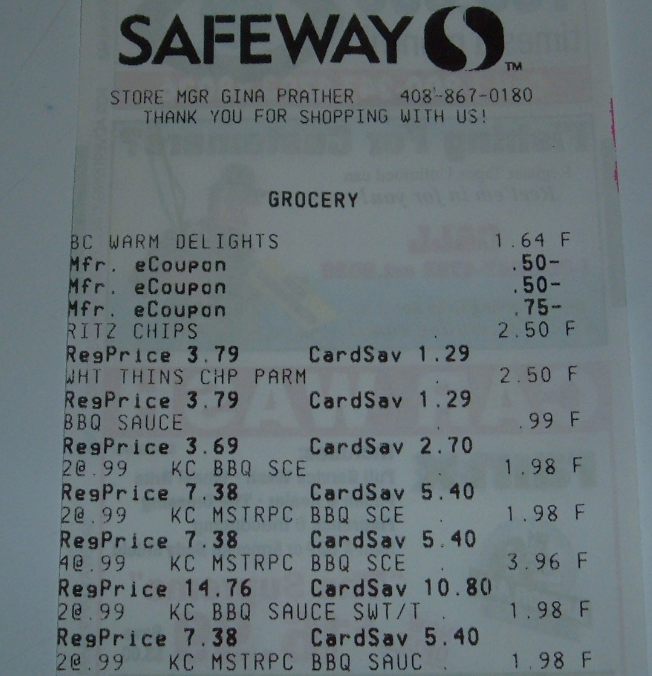 SAFEWAY TM
STORE MGR GINA PRATHER 408-867-0180
THANK YOU FOR SHOPPING WITH US!
GROCERY
BC WARM DELIGHTS 1.64 F
Mfr. eCoupon .50-
Mfr. eCoupon .50-
Mfr. eCoupon .75-
RITZ CHIPS . 2.50 F
RegPrice 3.79 CardSav 1.29
WHT THINS CHP PARM . 2.50 F
RegPrice 3.79 CardSav 1.29
BBQ SAUCE . .99 F
RegPrice 3.69 CardSav 2.70
2@.99 KC BBQ SCE . 1.98 F
RegPrice 7.38 CardSav 5.40
2@.99 KC MSTRPC BBQ SCE . 1.98 F
RegPrice 7.38 CardSav 5.40
4@.99 KC MSTRPC BBQ SCE . 3.96 F
RegPrice 14.76 CardSav 10.80
2@.99 KC BBQ SAUCE SWT/T . 1.98 F
RegPrice 7.38 CardSav 5.40
2@.99 KC MSTRPC BBQ SAUC . 1.98 F